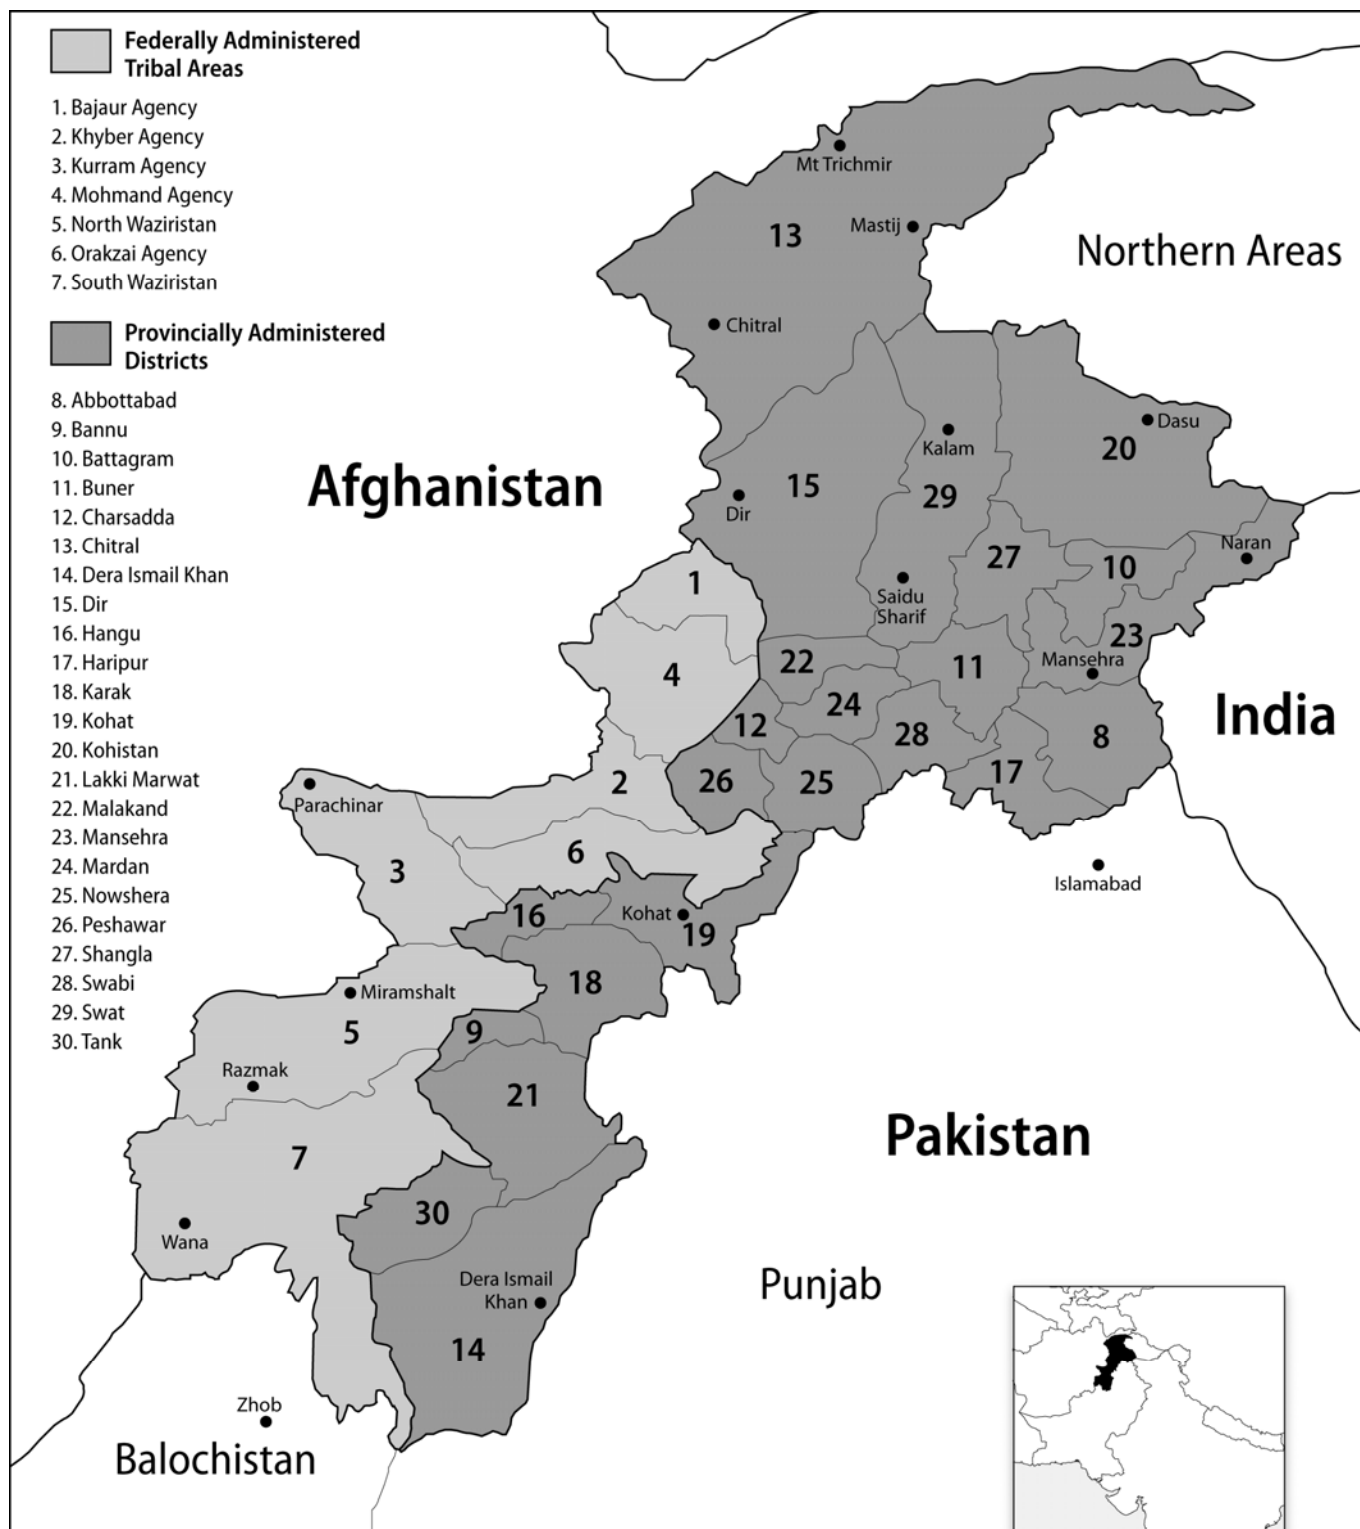 Federally Administered
Tribal Areas
1. Bajaur Agency
2. Khyber Agency
3. Kurram Agency
4. Mohmand Agency
5. North Waziristan
6. Orakzai Agency
7. South Waziristan
Provincially Administered
Districts
8. Abbottabad
9. Bannu
10. Battagram
11. Buner
12. Charsadda
13. Chitral
14. Dera Ismail Khan
15. Dir
16. Hangu
17. Haripur
18. Karak
19. Kohat
20. Kohistan
21. Lakki Marwat
22. Malakand
23. Mansehra
24. Mardan
25. Nowshera
26. Peshawar
27. Shangla
28. Swabi
29. Swat
30. Tank
Mt Trichmir
Mastij
13
Northern Areas
Chitral
Dasu
Kalam
20
Afghanistan
15
29
Dir
Naran
27
10
1
Saidu
Sharif
23
22
11
Mansehra
4
24
India
12
28
8
17
2
26
25
Parachinar
6
3
Islamabad
16
Kohat
19
18
Miramshalt
5
9
Razmak
21
Pakistan
7
30
Wana
Dera Ismail
Khan
Punjab
14
Zhob
Balochistan